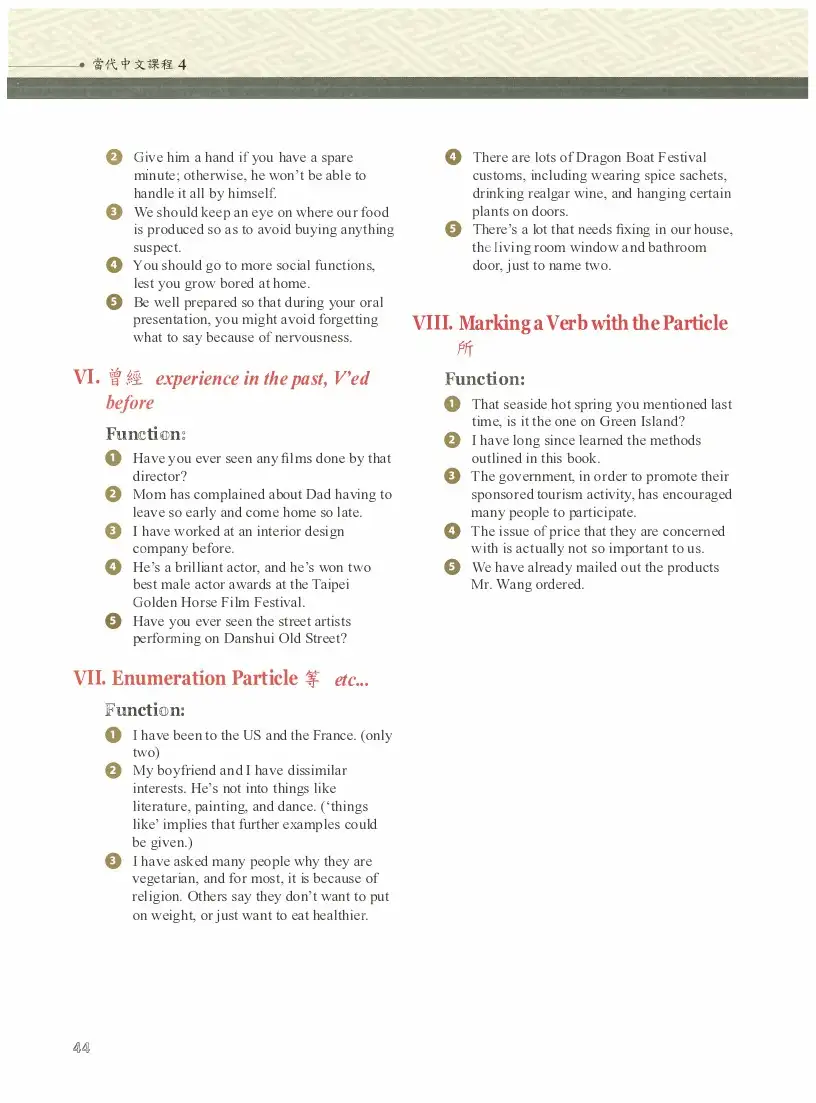 當代中文課程 4
2 Give him a hand if you have a spare
minute; otherwise, he won't be able to
handle it all by himself.
3 We should keep an eye on where our food
is produced so as to avoid buying anything
suspect.
4 You should go to more social functions,
lest you grow bored at home.
5 Be well prepared so that during your oral
presentation, you might avoid forgetting
what to say because of nervousness.
VI. 曾經 experience in the past, V'ed
before
Function:
1 Have you ever seen any films done by that
director?
2 Mom has complained about Dad having to
leave so early and come home so late.
3 I have worked at an interior design
company before.
4 He's a brilliant actor, and he's won two
best male actor awards at the Taipei
Golden Horse Film Festival.
5 Have you ever seen the street artists
performing on Danshui Old Street?
VII. Enumeration Particle 等 etc...
Function:
1 I have been to the US and the France. (only
two)
2 My boyfriend and I have dissimilar
interests. He's not into things like
literature, painting, and dance. ('things
like' implies that further examples could
be given.)
3 I have asked many people why they are
vegetarian, and for most, it is because of
religion. Others say they don't want to put
on weight, or just want to eat healthier.
4 There are lots of Dragon Boat Festival
customs, including wearing spice sachets,
drinking realgar wine, and hanging certain
plants on doors.
5 There's a lot that needs fixing in our house,
the living room window and bathroom
door, just to name two.
VIII. Marking a Verb with the Particle
所
Function:
1 That seaside hot spring you mentioned last
time, is it the one on Green Island?
2 I have long since learned the methods
outlined in this book.
3 The government, in order to promote their
sponsored tourism activity, has encouraged
many people to participate.
4 The issue of price that they are concerned
with is actually not so important to us.
5 We have already mailed out the products
Mr. Wang ordered.
44